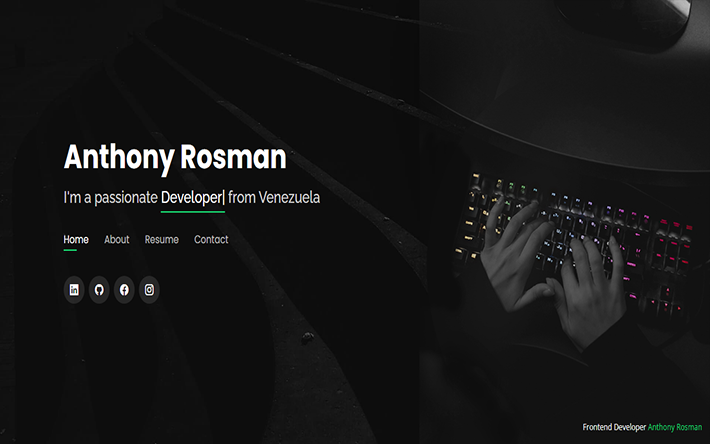 Anthony Rosman
I'm a passionate Developer| from Venezuela
Home About Resume Contact
Frontend Developer Anthony Rosman